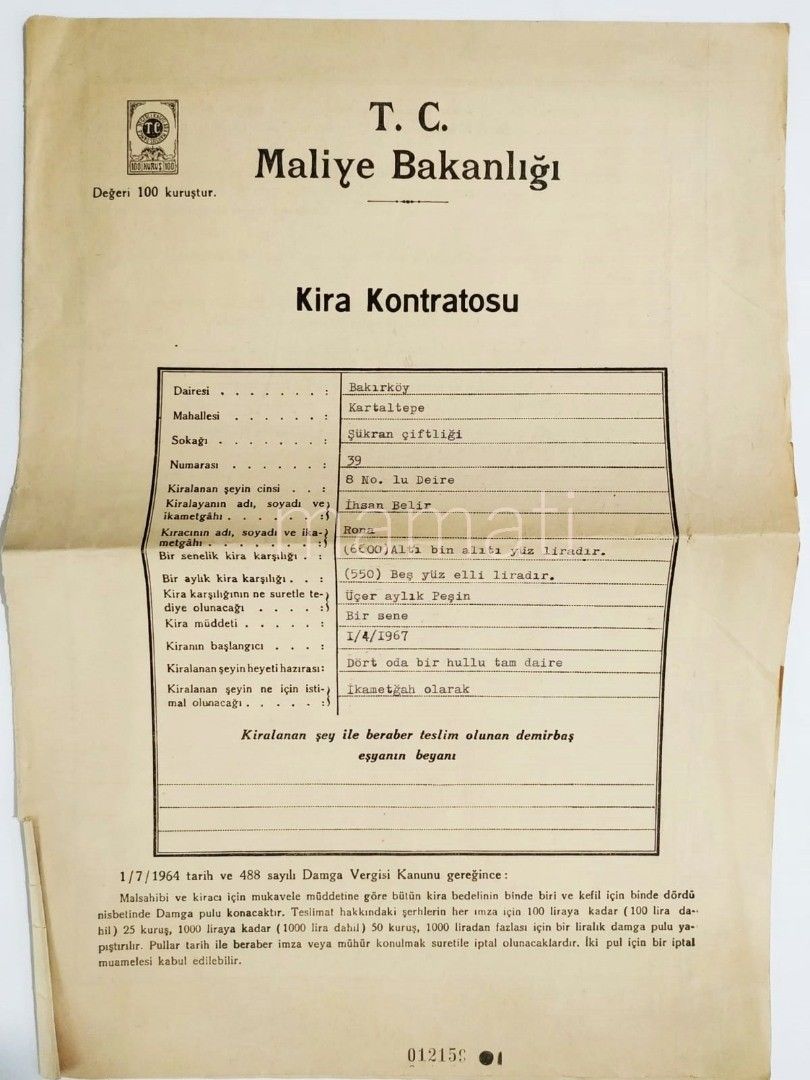 T. C.
Maliye Bakanlığı
T C
100 KURUŞ 100
Değeri 100 kuruştur.
Kira Kontratosu
Dairesi . . . . . . . : Bakırköy
Mahallesi . . . . . . : Kartaltepe
Sokağı . . . . . . . : Şükran çiftliği
Numarası . . . . . . : 39
Kiralanan şeyin cinsi . . : 8 No. lu Deire
Kiralayanın adı, soyadı ve
ikametgâhı . . . . . . : İhsan Belir
Kiracının adı, soyadı ve ika-
metgâhı . . . . . . . : Rona
Bir senelik kira karşılığı . : (6600)Altı bin altı yüz liradır.
Bir aylık kira karşılığı . . : (550) Beş yüz elli liradır.
Kira karşılığının ne suretle te-
diye olunacağı . . . . : Üçer aylık Peşin
Kira müddeti . . . . . : Bir sene
Kiranın başlangıcı . . . : 1/4/1967
Kiralanan şeyin heyeti hazırası: Dört oda bir hullu tam daire
Kiralanan şeyin ne için isti-
mal olunacağı . . . . . : İkametğah olarak
Kiralanan şey ile beraber teslim olunan demirbaş
eşyanın beyanı
mamati
1/7/1964 tarih ve 488 sayılı Damga Vergisi Kanunu gereğince :
Malsahibi ve kiracı için mukavele müddetine göre bütün kira bedelinin binde biri ve kefil için binde dördü
nisbetinde Damga pulu konacaktır. Teslimat hakkındaki şerhlerin her imza için 100 liraya kadar (100 lira da-
hil) 25 kuruş, 1000 liraya kadar (1000 lira dahil) 50 kuruş, 1000 liradan fazlası için bir liralık damga pulu ya-
pıştırılır. Pullar tarih ile beraber imza veya mühür konulmak suretile iptal olunacaklardır. İki pul için bir iptal
muamelesi kabul edilebilir.